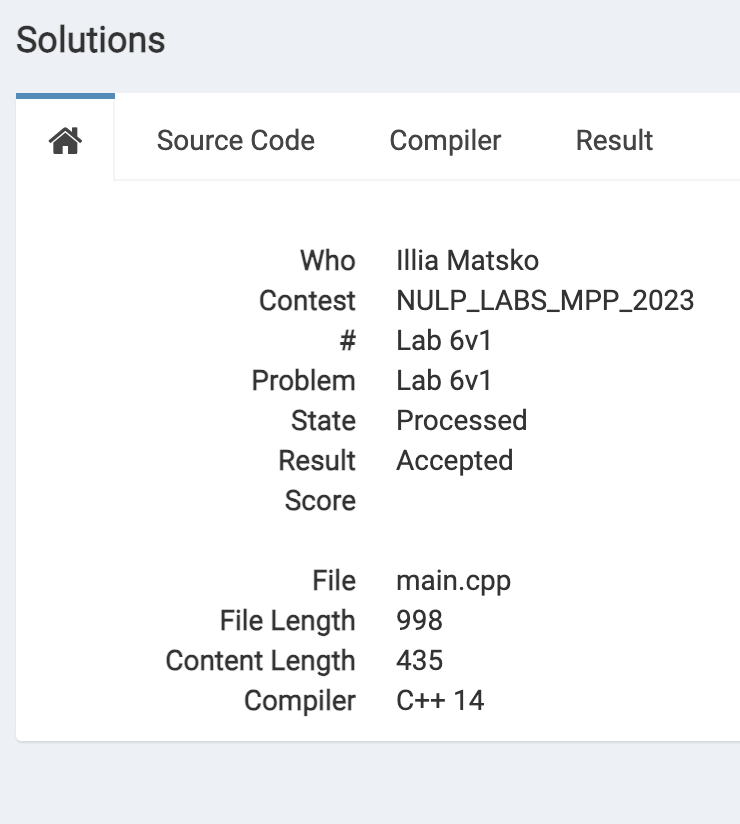 Solutions
Source Code Compiler Result
Who Illia Matsko
Contest NULP_LABS_MPP_2023
# Lab 6v1
Problem Lab 6v1
State Processed
Result Accepted
Score
File main.cpp
File Length 998
Content Length 435
Compiler C++ 14